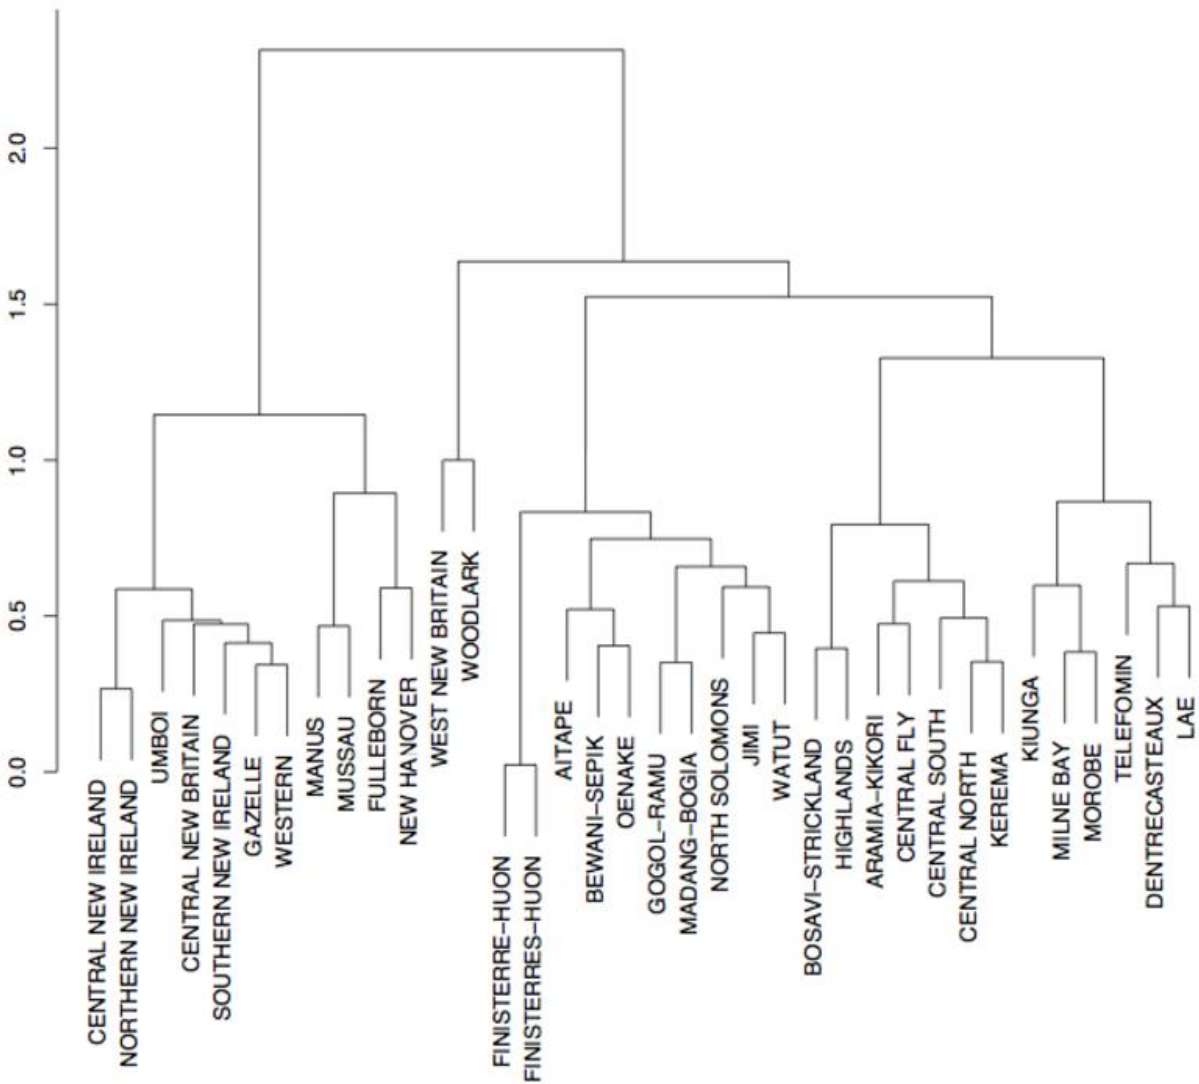 2.0
1.5
1.0
0.5
0.0
CENTRAL NEW IRELAND
NORTHERN NEW IRELAND
UMBOI
CENTRAL NEW BRITAIN
SOUTHERN NEW IRELAND
GAZELLE
WESTERN
MANUS
MUSSAU
FULLEBORN
NEW HANOVER
WEST NEW BRITAIN
WOODLARK
FINISTERRE−HUON
FINISTERRES−HUON
AITAPE
BEWANI−SEPIK
OENAKE
GOGOL−RAMU
MADANG−BOGIA
NORTH SOLOMONS
JIMI
WATUT
BOSAVI−STRICKLAND
HIGHLANDS
ARAMIA−KIKORI
CENTRAL FLY
CENTRAL SOUTH
CENTRAL NORTH
KEREMA
KIUNGA
MILNE BAY
MOROBE
TELEFOMIN
DENTRECASTEAUX
LAE